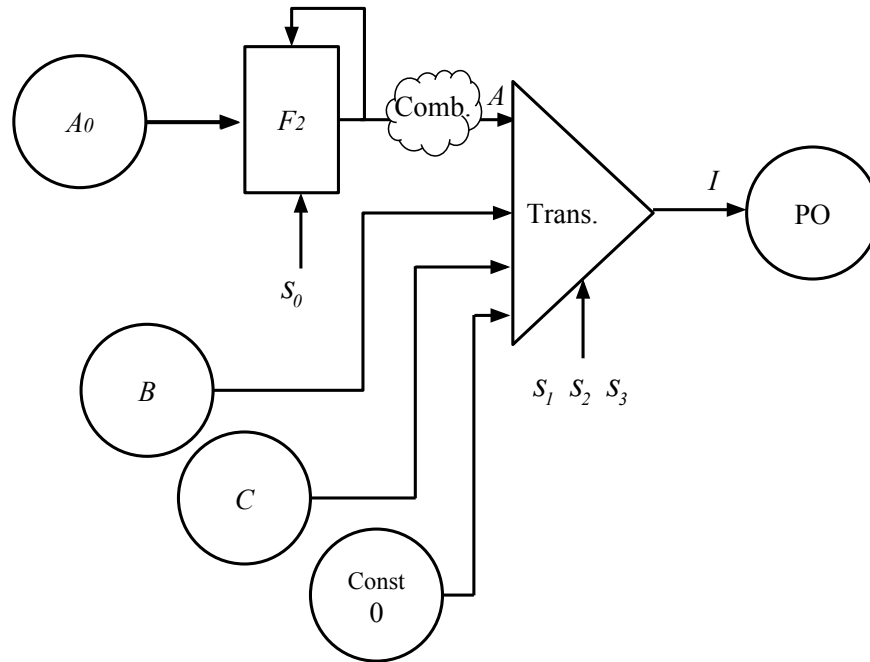 A0
F2
Comb.
A
Trans.
I
PO
S0
B
S1 S2 S3
C
Const
0